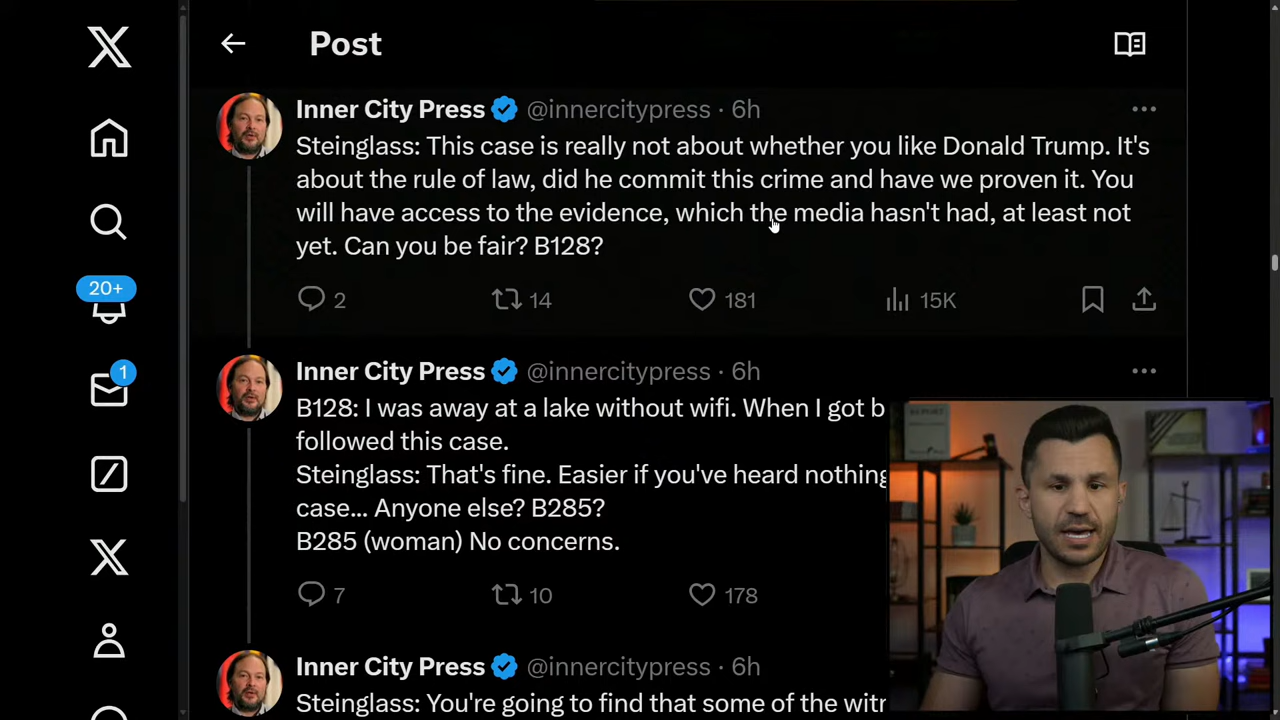 Post
Inner City Press @innercitypress · 6h
Steinglass: This case is really not about whether you like Donald Trump. It's
about the rule of law, did he commit this crime and have we proven it. You
will have access to the evidence, which the media hasn't had, at least not
yet. Can you be fair? B128?
2 14 181 15K
20+
1
Inner City Press @innercitypress · 6h
B128: I was away at a lake without wifi. When I got b
followed this case.
Steinglass: That's fine. Easier if you've heard nothing
case... Anyone else? B285?
B285 (woman) No concerns.
7 10 178
Inner City Press @innercitypress · 6h
Steinglass: You're going to find that some of the